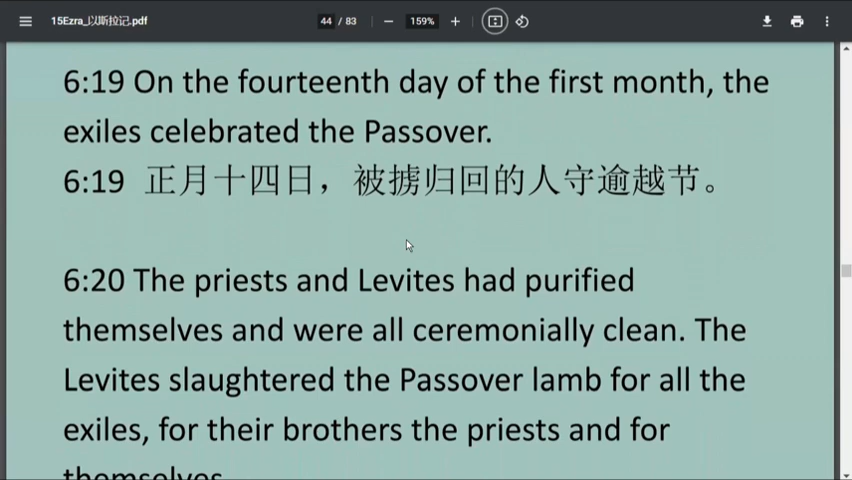 15Ezra_以斯拉记.pdf
44 / 83
159%
6:19 On the fourteenth day of the first month, the
exiles celebrated the Passover.
6:19 正月十四日，被掳归回的人守逾越节。
6:20 The priests and Levites had purified
themselves and were all ceremonially clean. The
Levites slaughtered the Passover lamb for all the
exiles, for their brothers the priests and for
themselves.